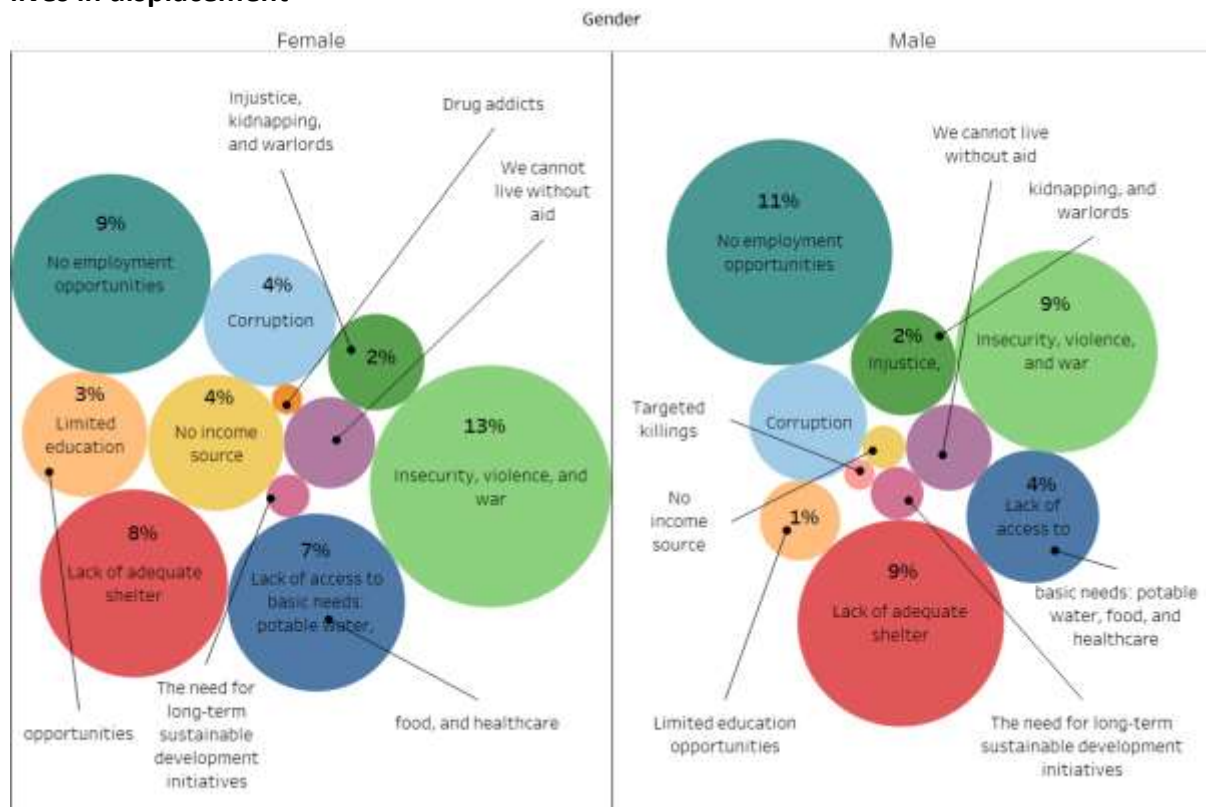 lives in displacement
Gender
Female
Injustice,
kidnapping,
and warlords
Drug addicts
We cannot
live without
aid
9%
No employment
opportunities
4%
Corruption
2%
3%
Limited
education
4%
No income
source
13%
Insecurity, violence, and
war
8%
Lack of adequate
shelter
7%
Lack of access to
basic needs:
potable water,
opportunities
The need for
long-term
sustainable
development
initiatives
food, and healthcare
Male
We cannot live
without aid
kidnapping, and
warlords
11%
No employment
opportunities
9%
Insecurity, violence,
and war
2%
Injustice,
Targeted
killings
Corruption
No
income
source
1%
4%
Lack of
access to
9%
Lack of adequate
shelter
basic needs: potable
water, food, and
healthcare
Limited education
opportunities
The need for long-term
sustainable development
initiatives